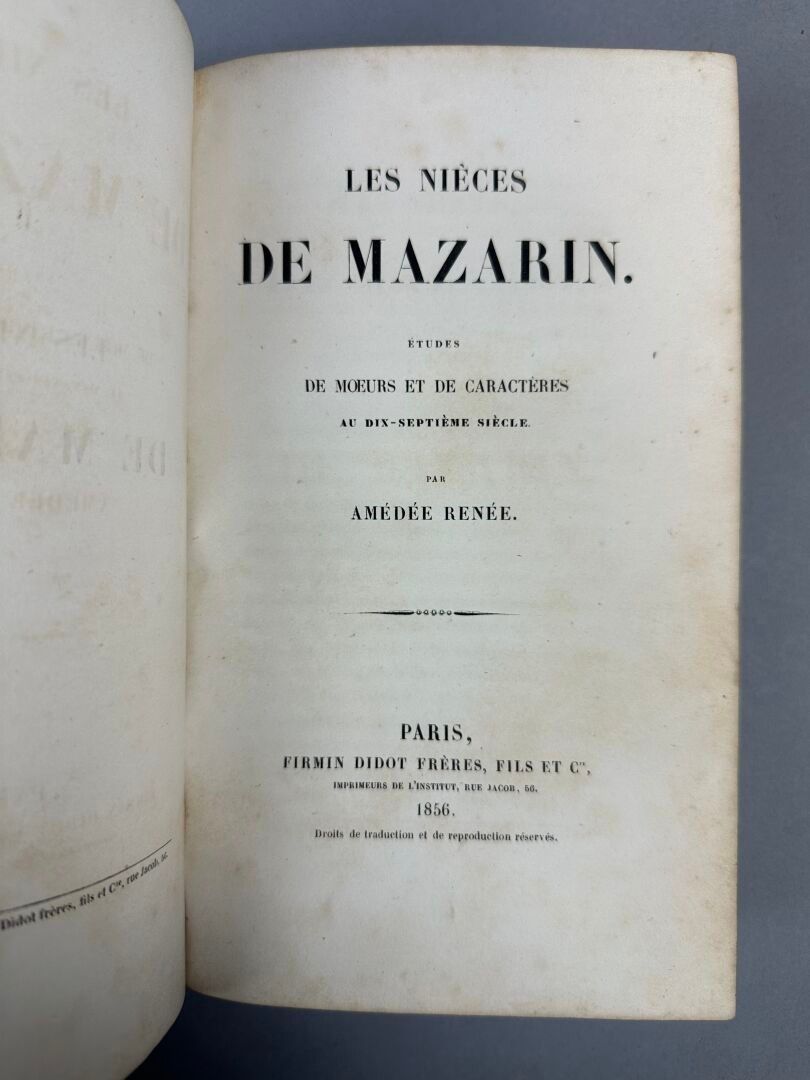 Didot frères, fils et Cie, rue Jacob, 56.
LES NIÈCES
DE MAZARIN.
ÉTUDES
DE MŒURS ET DE CARACTÈRES
AU DIX-SEPTIÈME SIÈCLE.
PAR
AMÉDÉE RENÉE.
PARIS,
FIRMIN DIDOT FRÈRES, FILS ET Cie,
IMPRIMEURS DE L'INSTITUT, RUE JACOB, 56.
1856.
Droits de traduction et de reproduction réservés.